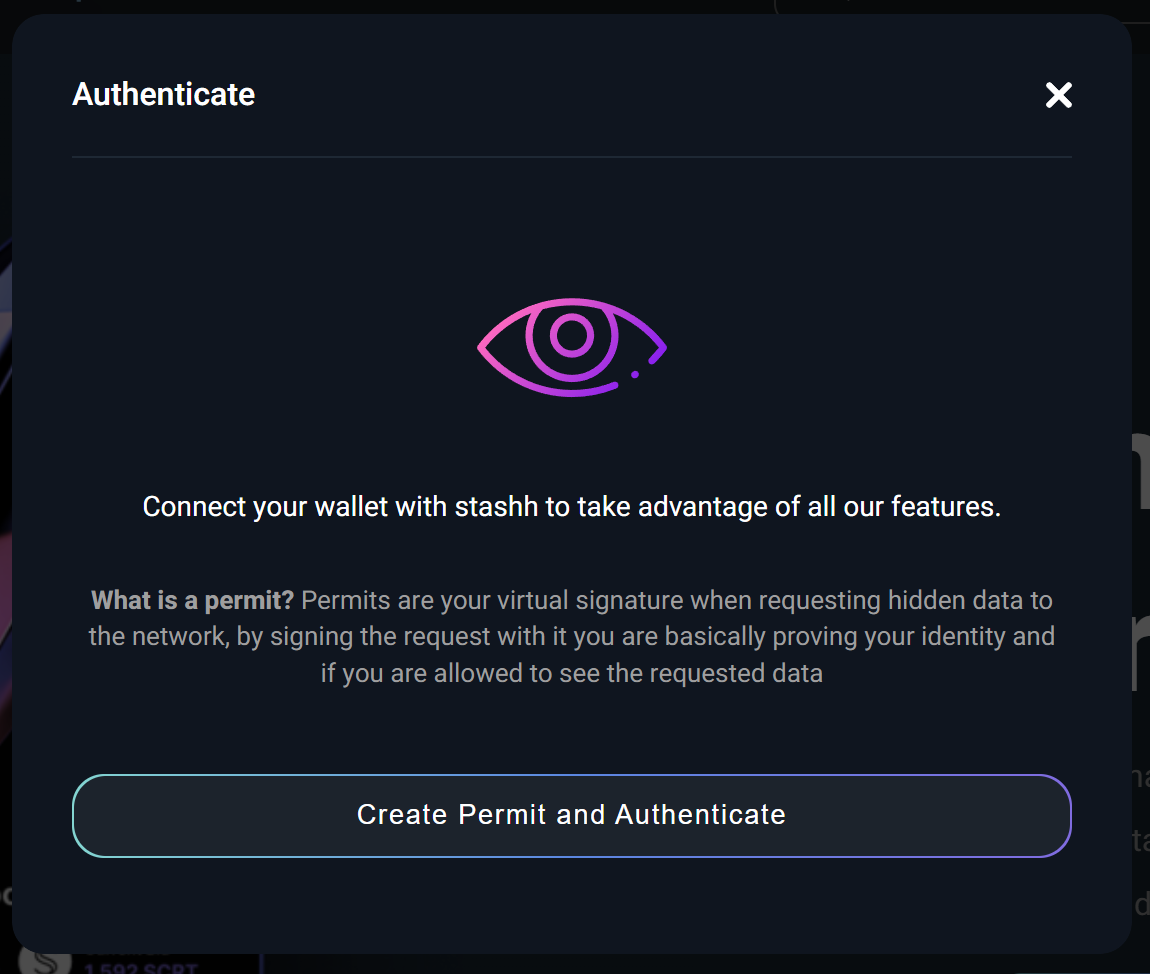 Authenticate
Connect your wallet with stashh to take advantage of all our features.
What is a permit? Permits are your virtual signature when requesting hidden data to
the network, by signing the request with it you are basically proving your identity and
if you are allowed to see the requested data
Create Permit and Authenticate
1,592 SCRT